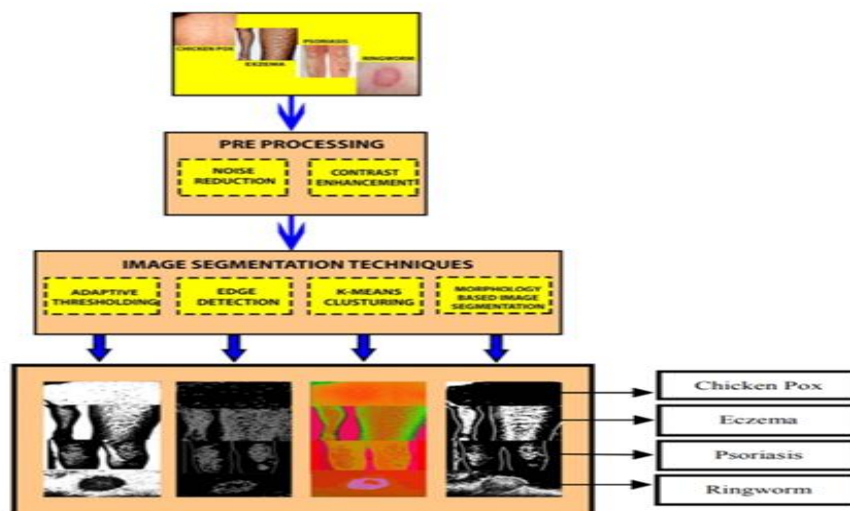 CHICKEN POX
ECZEMA
PSORIASIS
RINGWORM
PRE PROCESSING
NOISE
REDUCTION
CONTRAST
ENHANCEMENT
IMAGE SEGMENTATION TECHNIQUES
ADAPTIVE
THRESHOLDING
EDGE
DETECTION
K-MEANS
CLUSTURING
MORPHOLOGY
BASED IMAGE
SEGMENTATION
Chicken Pox
Eczema
Psoriasis
Ringworm